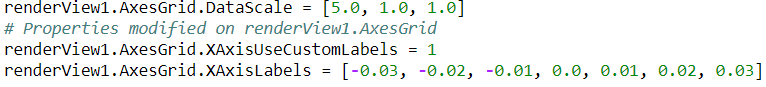 renderView1.AxesGrid.DataScale = [5.0, 1.0, 1.0]
# Properties modified on renderView1.AxesGrid
renderView1.AxesGrid.XAxisUseCustomLabels = 1
renderView1.AxesGrid.XAxisLabels = [-0.03, -0.02, -0.01, 0.0, 0.01, 0.02, 0.03]